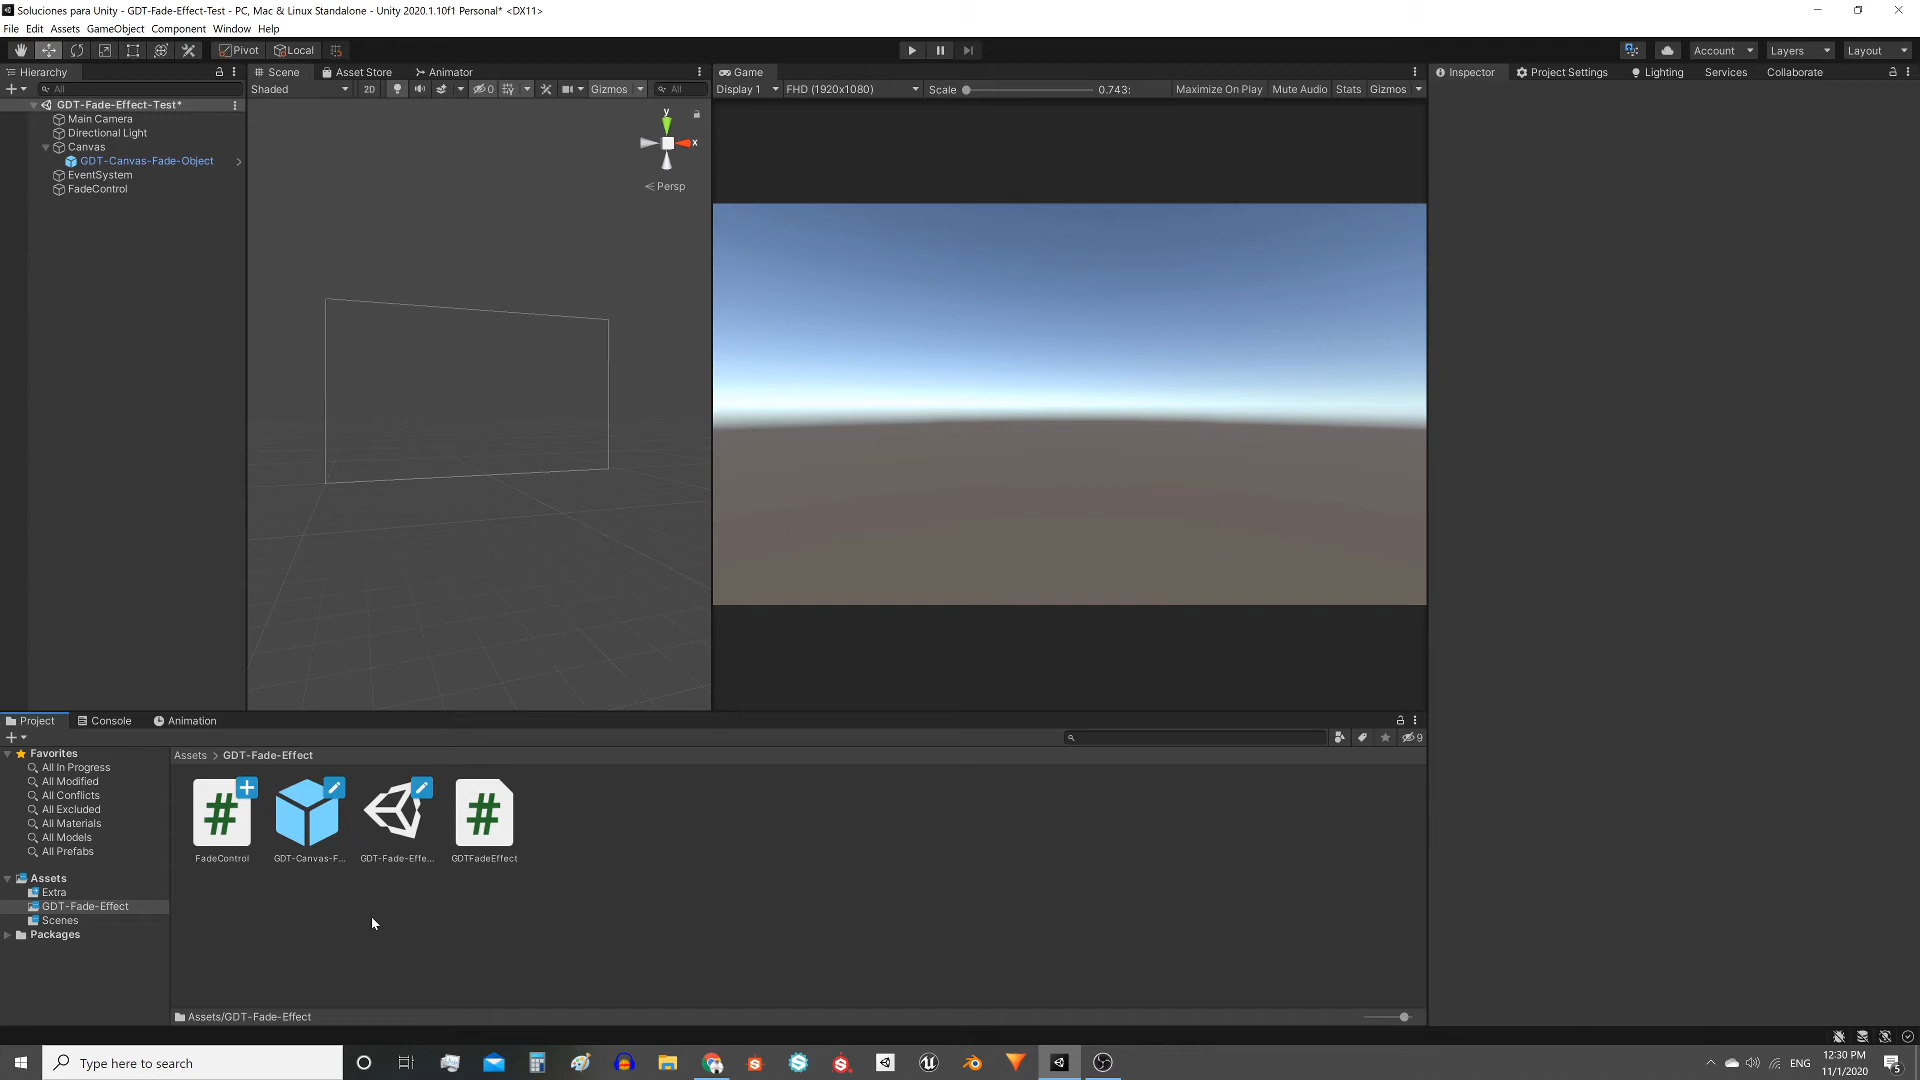 Soluciones para Unity - GDT-Fade-Effect-Test - PC, Mac & Linux Standalone - Unity 2020.1.10f1 Personal* <DX11>
File Edit Assets GameObject Component Window Help
Pivot Local Account Layers Layout
Hierarchy Scene Asset Store Animator Game Inspector Project Settings Lighting Services Collaborate
All Shaded 2D 0 Gizmos All Display 1 FHD (1920x1080) Scale 0.743: Maximize On Play Mute Audio Stats Gizmos
GDT-Fade-Effect-Test*
Main Camera
Directional Light
Canvas
GDT-Canvas-Fade-Object
EventSystem
FadeControl
y
x
Persp
Project Console Animation
9
Favorites
All In Progress
All Modified
All Conflicts
All Excluded
All Materials
All Models
All Prefabs
Assets
Extra
GDT-Fade-Effect
Scenes
Packages
Assets > GDT-Fade-Effect
FadeControl GDT-Canvas-F... GDT-Fade-Effe... GDTFadeEffect
Assets/GDT-Fade-Effect
Type here to search
ENG
12:30 PM
11/1/2020
5